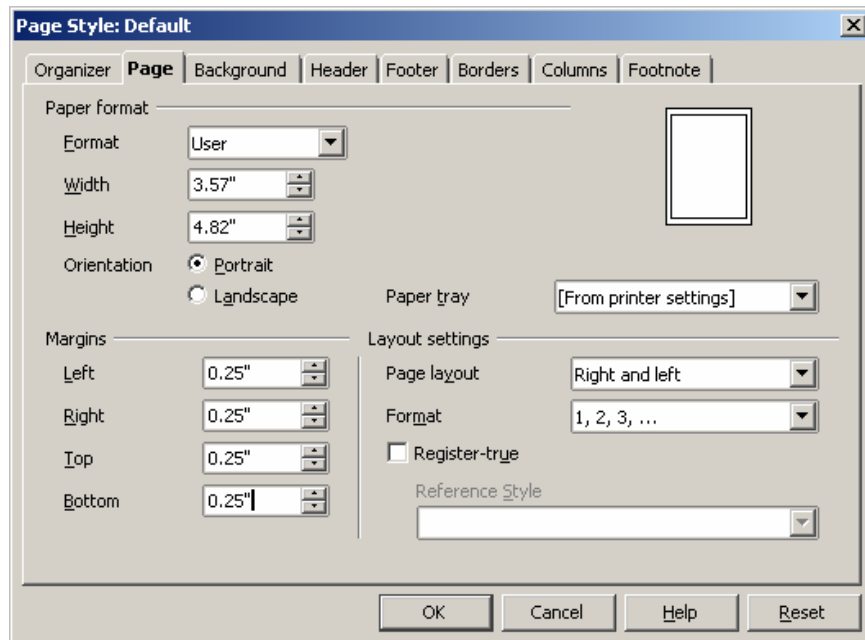 Page Style: Default
Organizer Page Background Header Footer Borders Columns Footnote
Paper format
Format User
Width 3.57"
Height 4.82"
Orientation Portrait
Landscape Paper tray [From printer settings]
Margins Layout settings
Left 0.25" Page layout Right and left
Right 0.25" Format 1, 2, 3, ...
Top 0.25" Register-true
Bottom 0.25" Reference Style
OK Cancel Help Reset